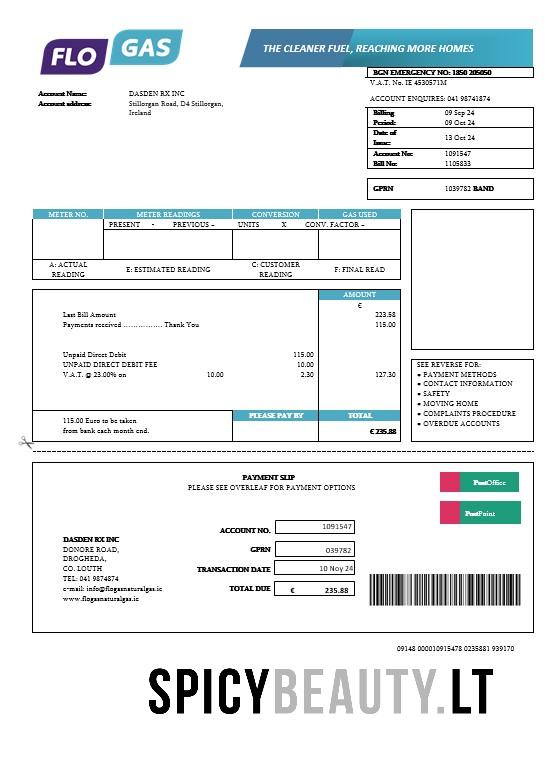 FLO GAS
THE CLEANER FUEL, REACHING MORE HOMES
BGN EMERGENCY NO: 1850 205050
V.A.T. No. IE 4530571M
ACCOUNT ENQUIRES: 041 98741874
Account Name: DASDEN RX INC
Account address: Stillorgan Road, D4 Stillorgan,
Ireland
Billing 09 Sep 24
Period: 09 Oct 24
Date of
Issue: 13 Oct 24
Account No: 1091547
Bill No: 1105833
GPRN 1039782 BAND
METER NO. METER READINGS CONVERSION GAS USED
PRESENT - PREVIOUS = UNITS X CONV. FACTOR =
A: ACTUAL READING E: ESTIMATED READING C: CUSTOMER READING F: FINAL READ
AMOUNT
€
Last Bill Amount 223.58
Payments received ................ Thank You 115.00
Unpaid Direct Debit 115.00
UNPAID DIRECT DEBIT FEE 10.00
V.A.T. @ 23.00% on 10.00 2.30 127.30
SEE REVERSE FOR:
● PAYMENT METHODS
● CONTACT INFORMATION
● SAFETY
● MOVING HOME
● COMPLAINTS PROCEDURE
● OVERDUE ACCOUNTS
PLEASE PAY BY TOTAL
115.00 Euro to be taken
from bank each month end.
€ 235.88
PAYMENT SLIP
PLEASE SEE OVERLEAF FOR PAYMENT OPTIONS
PostOffice
PostPoint
ACCOUNT NO. 1091547
GPRN 039782
TRANSACTION DATE 10 Nov 24
TOTAL DUE € 235.88
DASDEN RX INC
DONORE ROAD,
DROGHEDA,
CO. LOUTH
TEL: 041 9874874
e-mail: info@flogasnaturalgas.ie
www.flogasnaturalgas.ie
09148 000010915478 0235881 939170
SPICYBEAUTY.LT